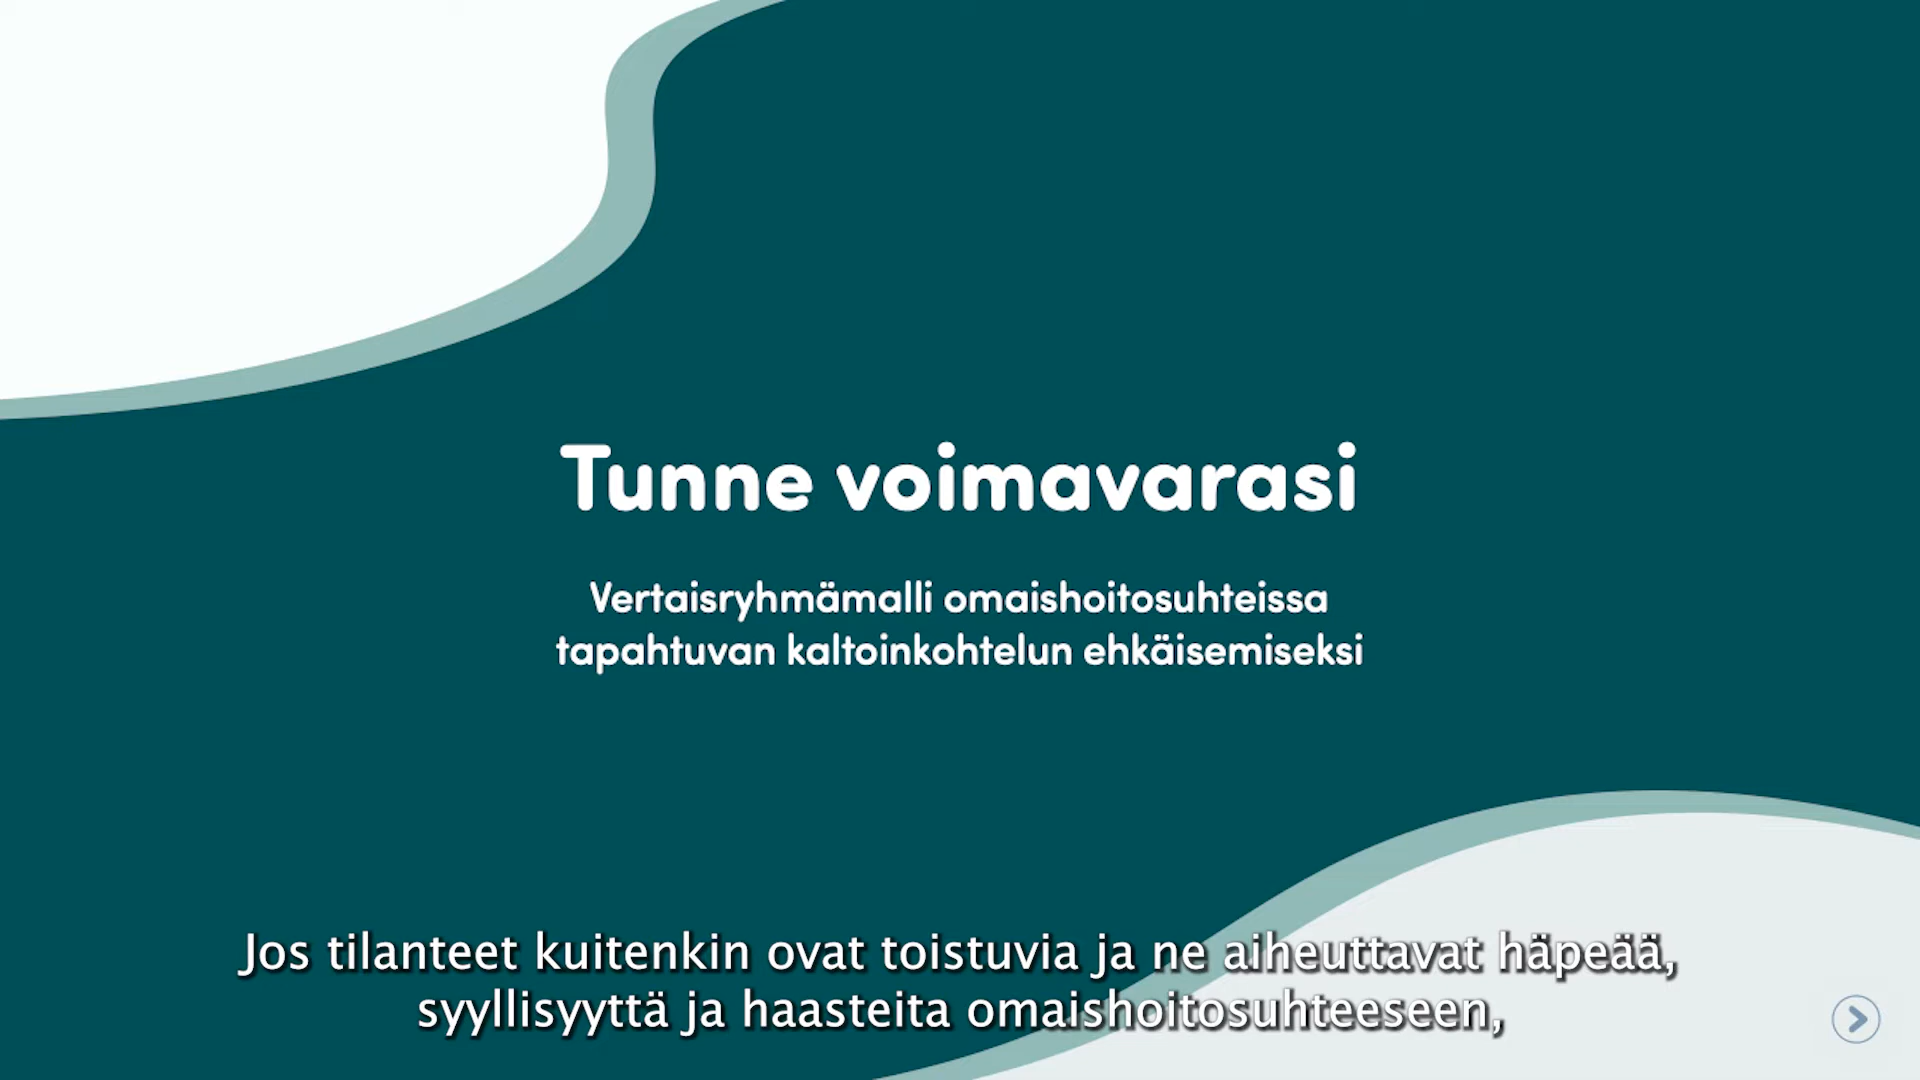 Tunne voimavarasi
Vertaisryhmämalli omaishoitosuhteissa
tapahtuvan kaltoinkohtelun ehkäisemiseksi
Jos tilanteet kuitenkin ovat toistuvia ja ne aiheuttavat häpeää,
syyllisyyttä ja haasteita omaishoitosuhteeseen,